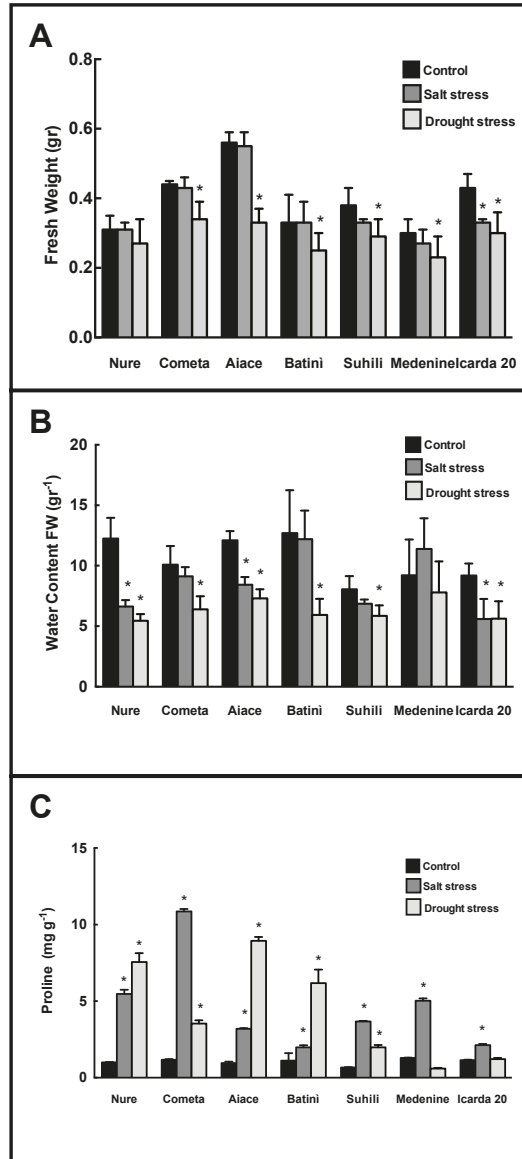 A
Control
Salt stress
Drought stress
Fresh Weight (gr)
0.8
0.6
0.4
0.2
0.0
* * * * * * *
Nure Cometa Aiace Batinì Suhili Medenine Icarda 20
B
Control
Salt stress
Drought stress
Water Content FW (gr⁻¹)
20
15
10
5
0
* * * * * * * * *
Nure Cometa Aiace Batinì Suhili Medenine Icarda 20
C
Control
Salt stress
Drought stress
Proline (mg g⁻¹)
15
10
5
0
* * * * * * * * * * * *
Nure Cometa Aiace Batinì Suhili Medenine Icarda 20